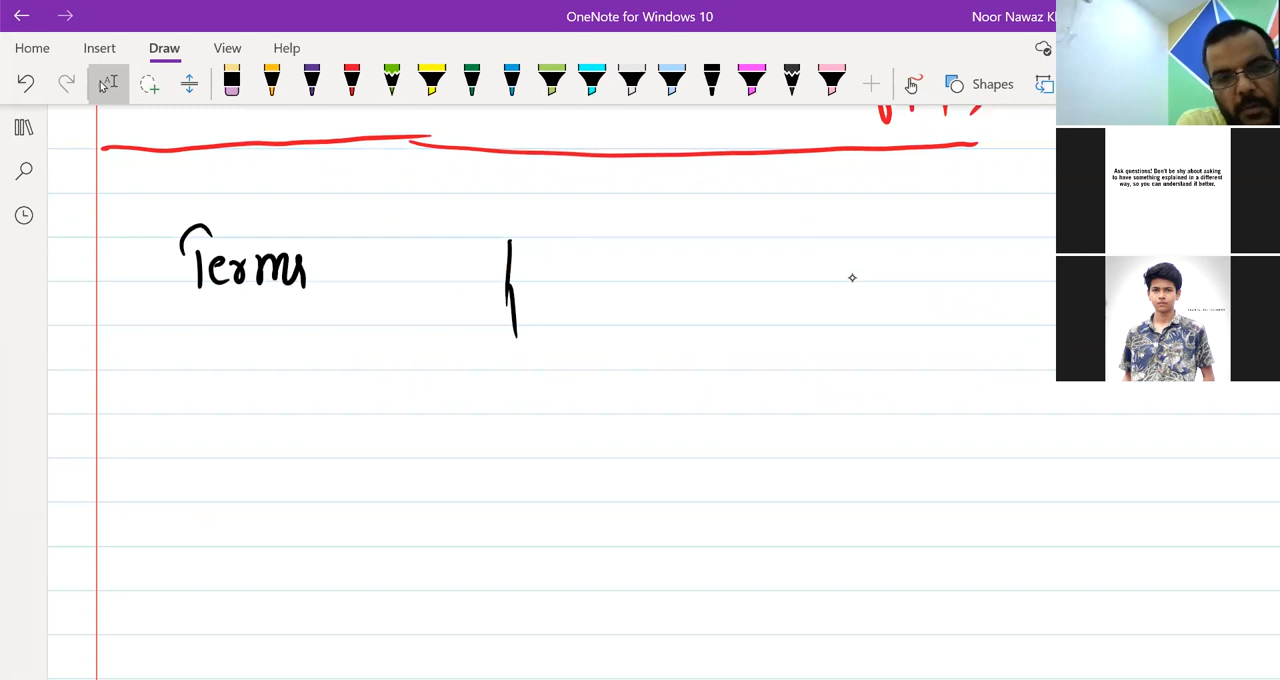 OneNote for Windows 10
Noor Nawaz
Home Insert Draw View Help
Shapes
Terms
Ask questions! Don't be shy about asking
to have something explained in a different
way, so you can understand it better.